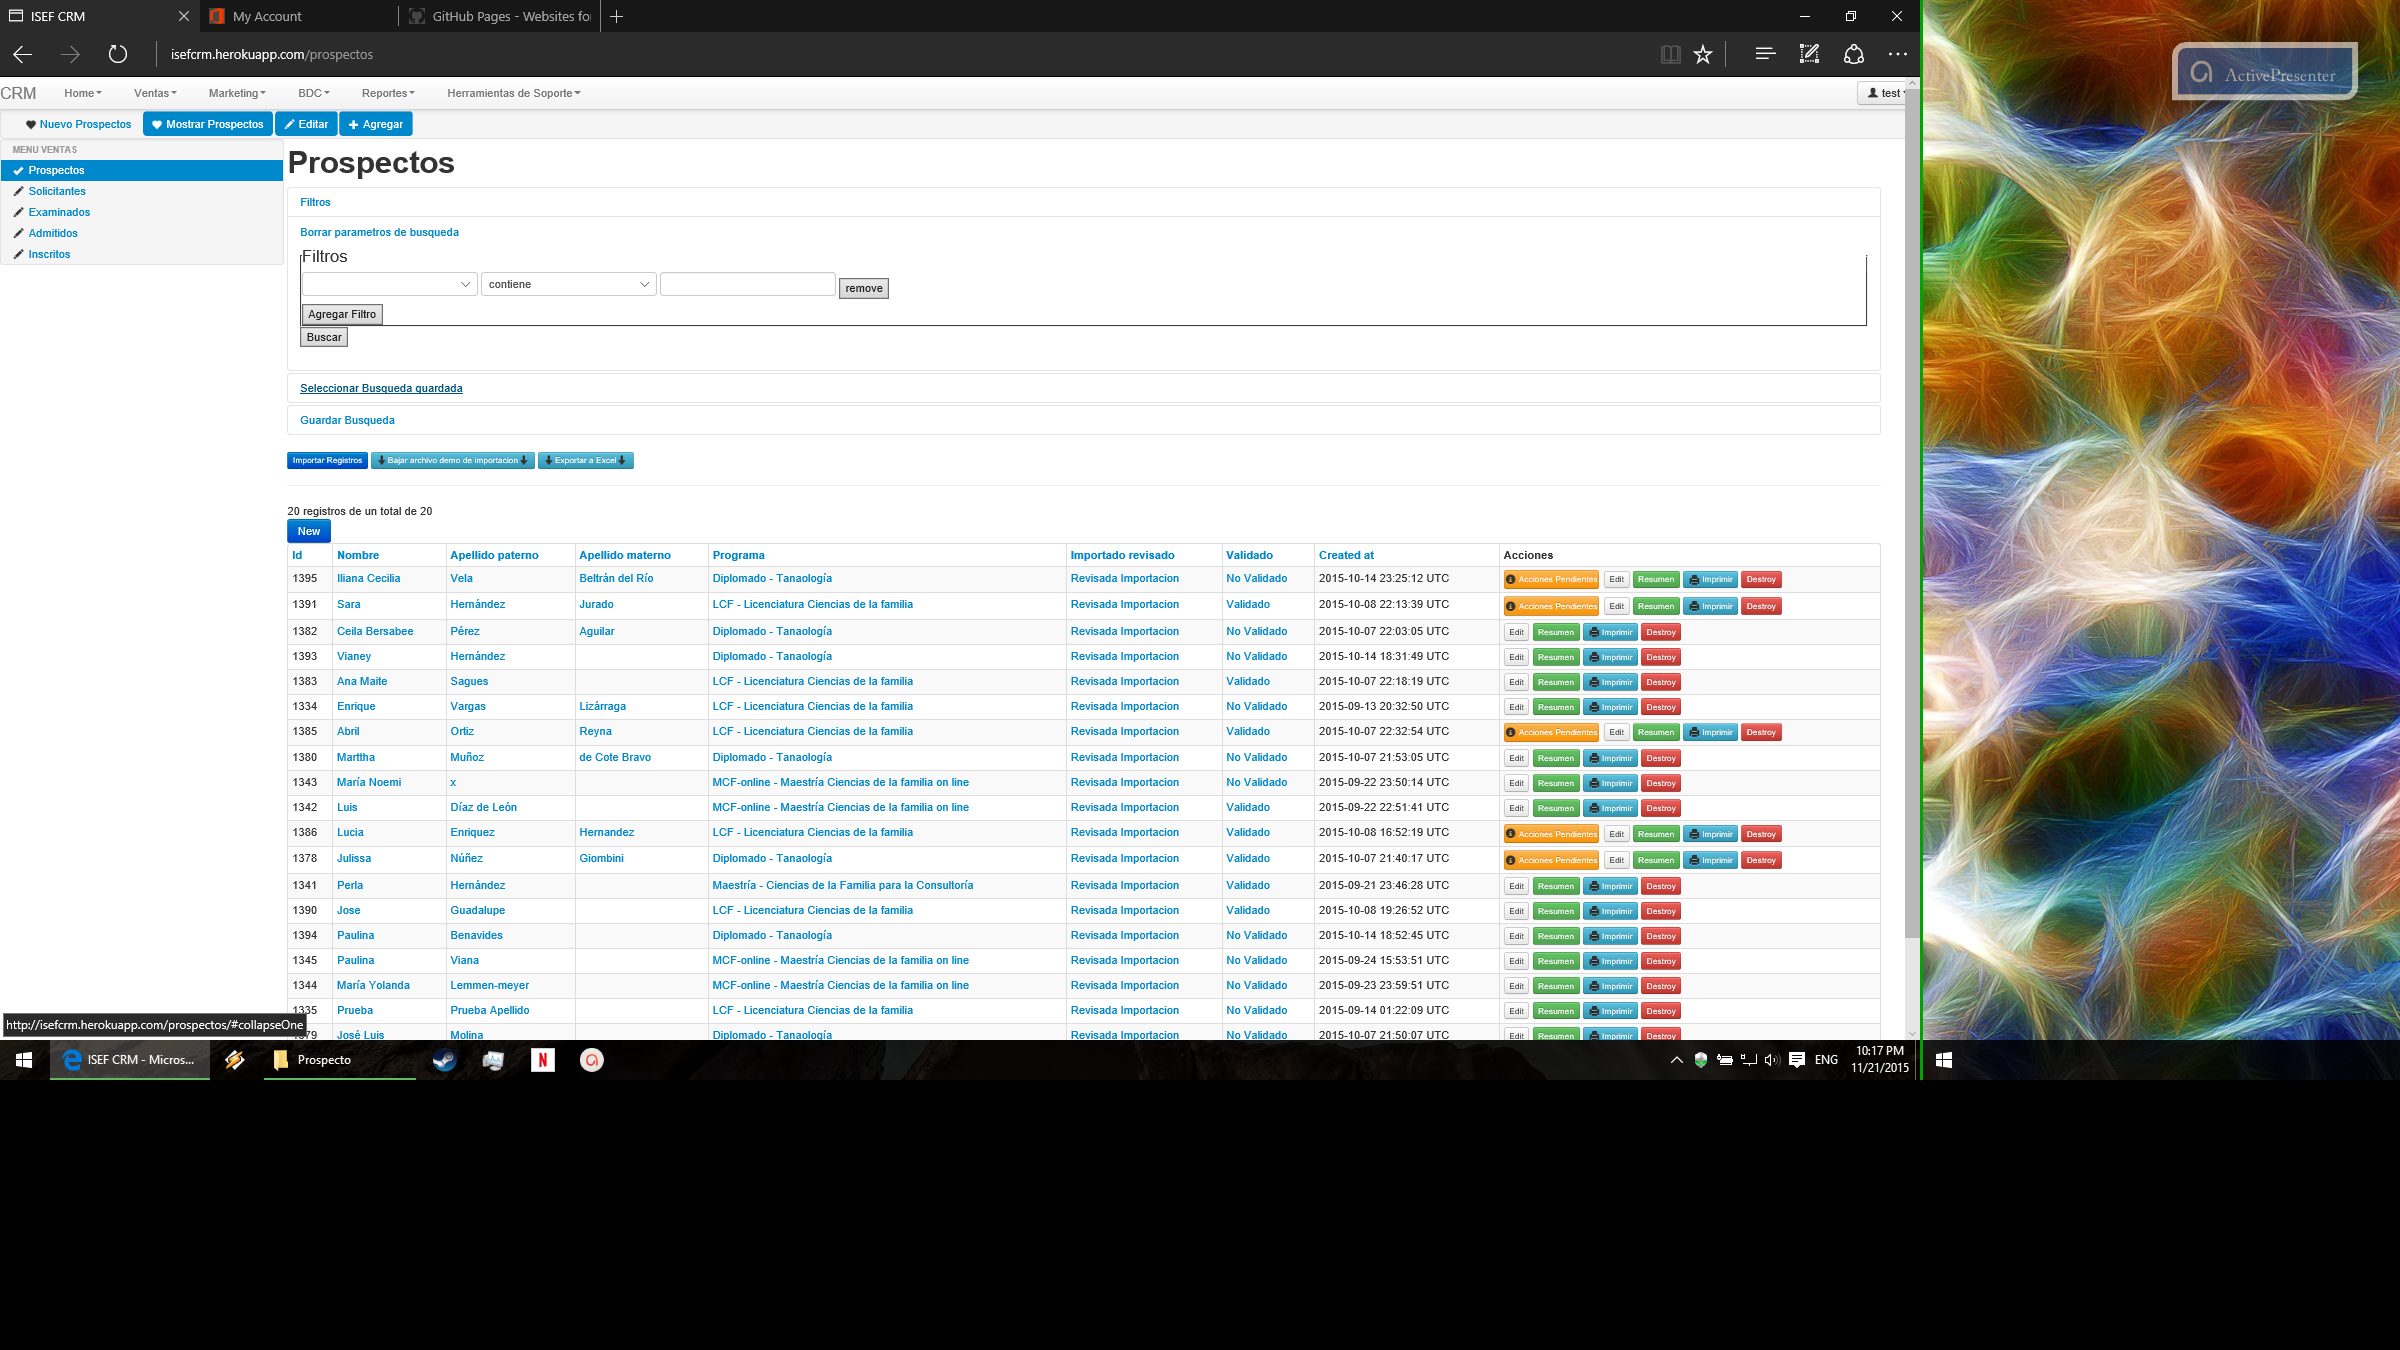 ISEF CRM
My Account
GitHub Pages - Websites fo
isefcrm.herokuapp.com/prospectos
ActivePresenter
CRM Home Ventas Marketing BDC Reportes Herramientas de Soporte test
Nuevo Prospectos Mostrar Prospectos Editar Agregar
MENU VENTAS
Prospectos
Solicitantes
Examinados
Admitidos
Inscritos
Prospectos
Filtros
Borrar parametros de busqueda
Filtros
contiene remove
Agregar Filtro
Buscar
Seleccionar Busqueda guardada
Guardar Busqueda
Importar Registros Bajar archivo demo de importacion Exportar a Excel
20 registros de un total de 20
New
Id Nombre Apellido paterno Apellido materno Programa Importado revisado Validado Created at Acciones
1395 Iliana Cecilia Vela Beltrán del Río Diplomado - Tanaología Revisada Importacion No Validado 2015-10-14 23:25:12 UTC Acciones Pendientes Edit Resumen Imprimir Destroy
1391 Sara Hernández Jurado LCF - Licenciatura Ciencias de la familia Revisada Importacion Validado 2015-10-08 22:13:39 UTC Acciones Pendientes Edit Resumen Imprimir Destroy
1382 Ceila Bersabee Pérez Aguilar Diplomado - Tanaología Revisada Importacion No Validado 2015-10-07 22:03:05 UTC Edit Resumen Imprimir Destroy
1393 Vianey Hernández Diplomado - Tanaología Revisada Importacion No Validado 2015-10-14 18:31:49 UTC Edit Resumen Imprimir Destroy
1383 Ana Maite Sagues LCF - Licenciatura Ciencias de la familia Revisada Importacion Validado 2015-10-07 22:18:19 UTC Edit Resumen Imprimir Destroy
1334 Enrique Vargas Lizárraga LCF - Licenciatura Ciencias de la familia Revisada Importacion No Validado 2015-09-13 20:32:50 UTC Edit Resumen Imprimir Destroy
1385 Abril Ortiz Reyna LCF - Licenciatura Ciencias de la familia Revisada Importacion Validado 2015-10-07 22:32:54 UTC Acciones Pendientes Edit Resumen Imprimir Destroy
1380 Marttha Muñoz de Cote Bravo Diplomado - Tanaología Revisada Importacion No Validado 2015-10-07 21:53:05 UTC Edit Resumen Imprimir Destroy
1343 María Noemi x MCF-online - Maestría Ciencias de la familia on line Revisada Importacion No Validado 2015-09-22 23:50:14 UTC Edit Resumen Imprimir Destroy
1342 Luis Díaz de León MCF-online - Maestría Ciencias de la familia on line Revisada Importacion Validado 2015-09-22 22:51:41 UTC Edit Resumen Imprimir Destroy
1386 Lucia Enriquez Hernandez LCF - Licenciatura Ciencias de la familia Revisada Importacion Validado 2015-10-08 16:52:19 UTC Acciones Pendientes Edit Resumen Imprimir Destroy
1378 Julissa Núñez Giombini Diplomado - Tanaología Revisada Importacion Validado 2015-10-07 21:40:17 UTC Acciones Pendientes Edit Resumen Imprimir Destroy
1341 Perla Hernández Maestría - Ciencias de la Familia para la Consultoría Revisada Importacion Validado 2015-09-21 23:46:28 UTC Edit Resumen Imprimir Destroy
1390 Jose Guadalupe LCF - Licenciatura Ciencias de la familia Revisada Importacion Validado 2015-10-08 19:26:52 UTC Edit Resumen Imprimir Destroy
1394 Paulina Benavides Diplomado - Tanaología Revisada Importacion No Validado 2015-10-14 18:52:45 UTC Edit Resumen Imprimir Destroy
1345 Paulina Viana MCF-online - Maestría Ciencias de la familia on line Revisada Importacion No Validado 2015-09-24 15:53:51 UTC Edit Resumen Imprimir Destroy
1344 María Yolanda Lemmen-meyer MCF-online - Maestría Ciencias de la familia on line Revisada Importacion No Validado 2015-09-23 23:59:51 UTC Edit Resumen Imprimir Destroy
1335 Prueba Prueba Apellido LCF - Licenciatura Ciencias de la familia Revisada Importacion No Validado 2015-09-14 01:22:09 UTC Edit Resumen Imprimir Destroy
http://isefcrm.herokuapp.com/prospectos/#collapseOne
José Luis Molina Diplomado - Tanaología Revisada Importacion No Validado 2015-10-07 21:50:07 UTC Edit Resumen Imprimir Destroy
ISEF CRM - Micros...
Prospecto
ENG
10:17 PM
11/21/2015